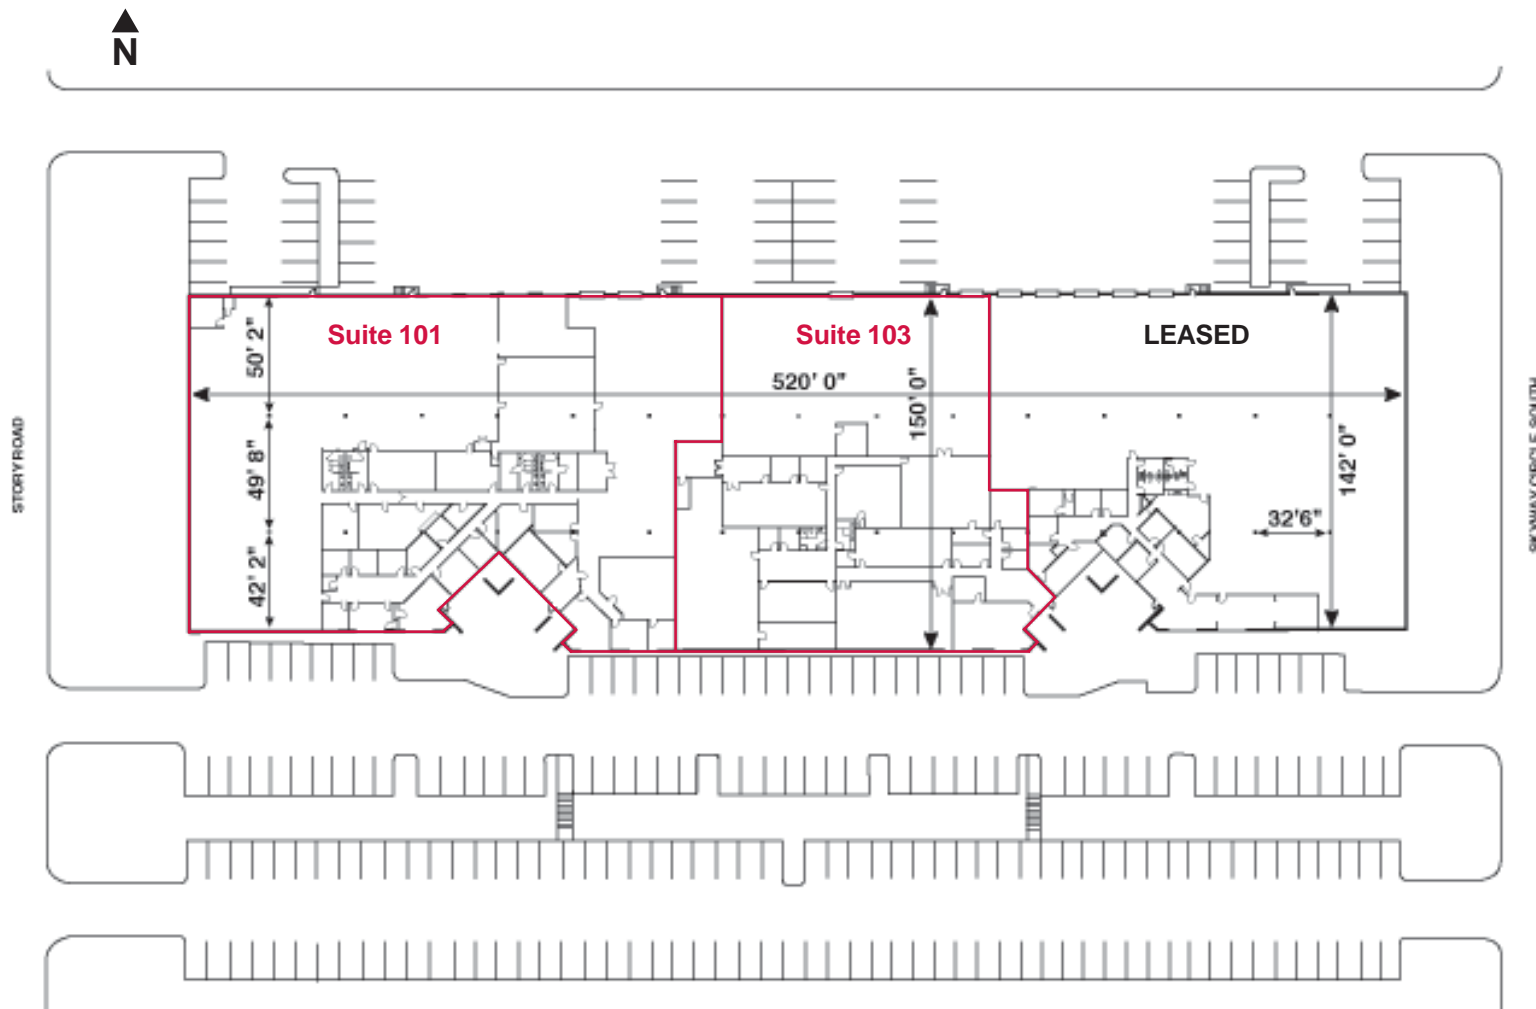 N
Suite 101
Suite 103
LEASED
50' 2"
520' 0"
150' 0"
49' 8"
142' 0"
32'6"
42' 2"
STORY ROAD